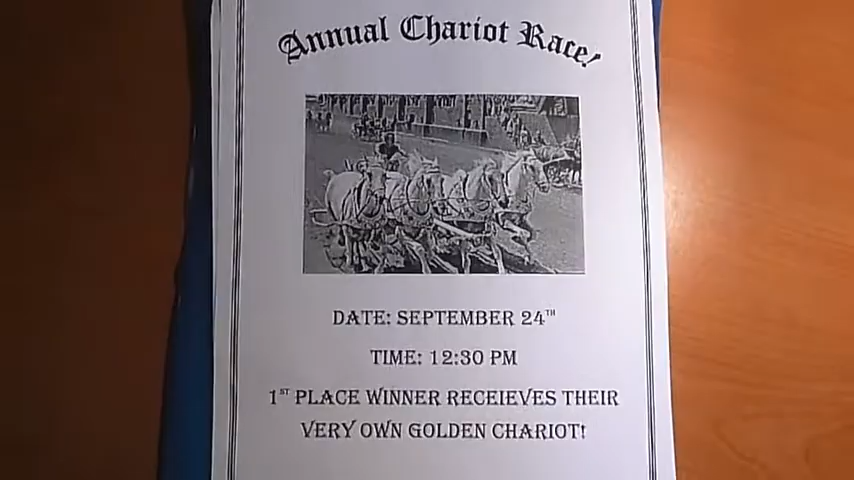 Annual Chariot Race!
DATE: SEPTEMBER 24TH
TIME: 12:30 PM
1ST PLACE WINNER RECEIEVES THEIR
VERY OWN GOLDEN CHARIOT!